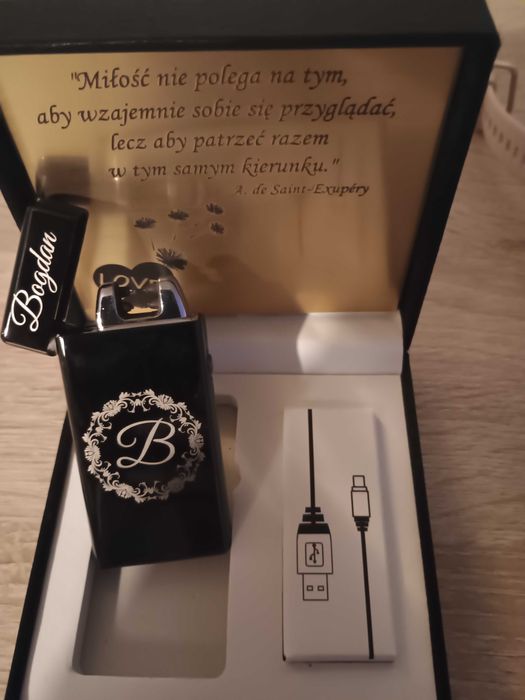 "Miłość nie polega na tym,
aby wzajemnie sobie się przyglądać,
lecz aby patrzeć razem
w tym samym kierunku."
A. de Saint-Exupéry
LOVE
Bogdan
B